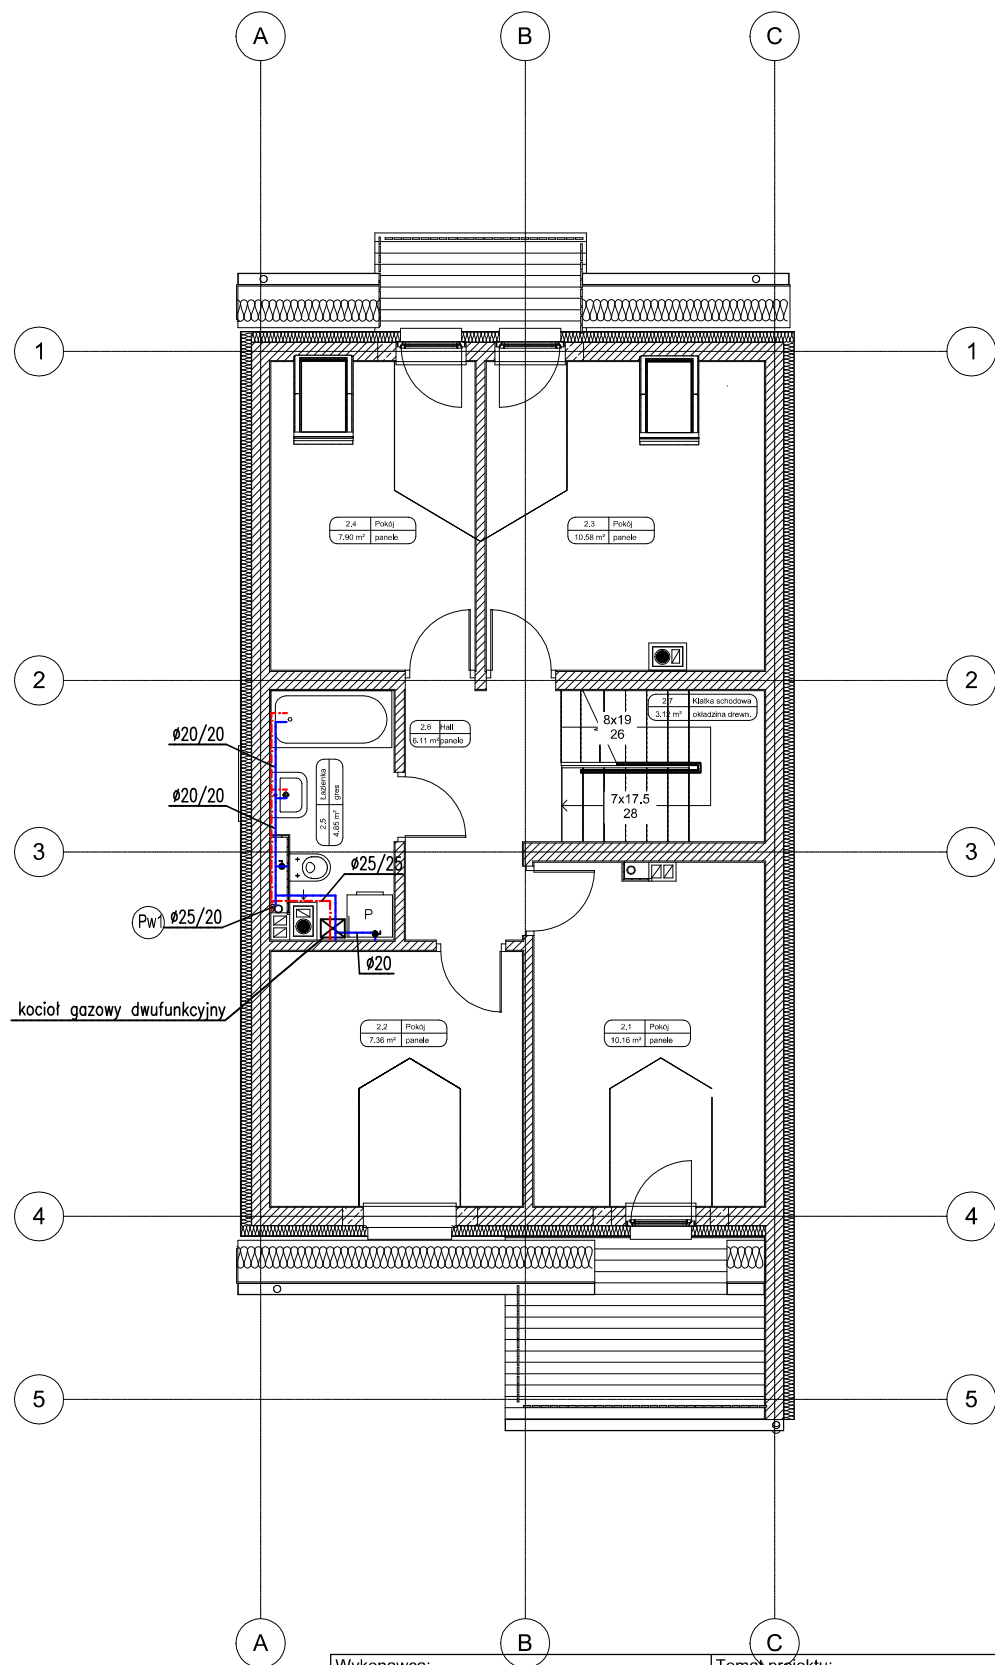 A B C
1 1
2.4 Pokój
7.90 m² panele
2.3 Pokój
10.58 m² panele
2 2
2.6 Hall
6.11 m² panele
2.7 Klatka schodowa
3.12 m² okładzina drewn.
8x19
26
7x17.5
28
ø20/20
2.5 Łazienka
4.85 m² gres
ø20/20
3 3
ø25/25
P
Pw1 ø25/20
ø20
kocioł gazowy dwufunkcyjny
2.2 Pokój
7.36 m² panele
2.1 Pokój
10.16 m² panele
4 4
5 5
A B C
Wykonawca: Temat projektu: